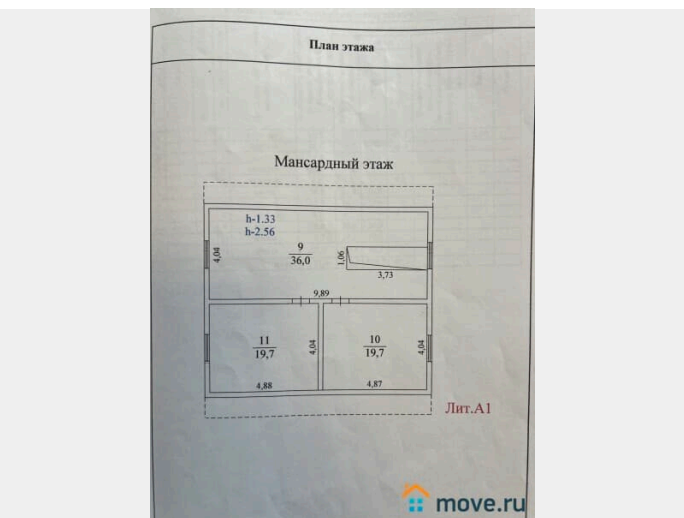 План этажа
Мансардный этаж
h-1.33
h-2.56
4,04
9
36,0
1,06
3,73
9,89
11
19,7
4,04
10
19,7
4,04
4,88
4,87
Лит.А1
move.ru